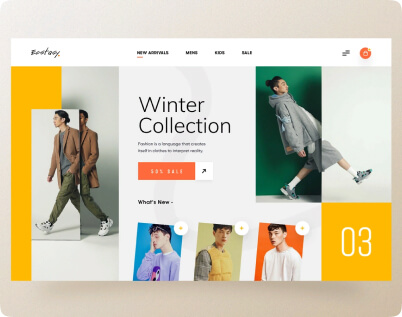 Ecstasy.
NEW ARRIVALS
MENS
KIDS
SALE
Winter
Collection
Fashion is a language that creates
itself in clothes to interpret reality.
50% SALE
What's New -
03